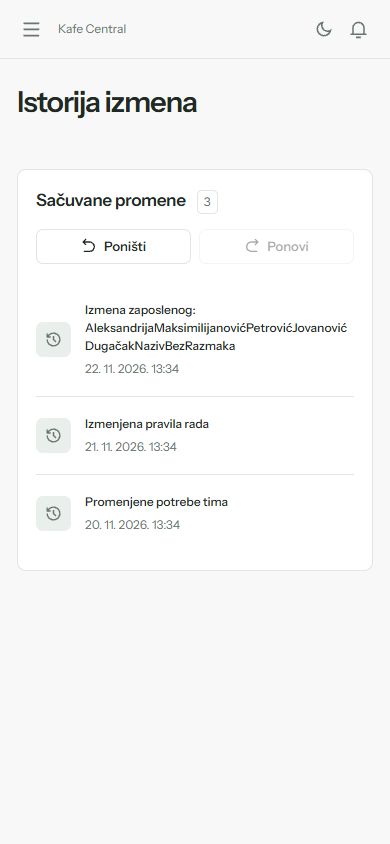 Kafe Central
Istorija izmena
Sačuvane promene 3
Poništi
Ponovi
Izmena zaposlenog:
AleksandrijaMaksimilijanovićPetrovićJovanović
DugačakNazivBezRazmaka
22. 11. 2026. 13:34
Izmenjena pravila rada
21. 11. 2026. 13:34
Promenjene potrebe tima
20. 11. 2026. 13:34